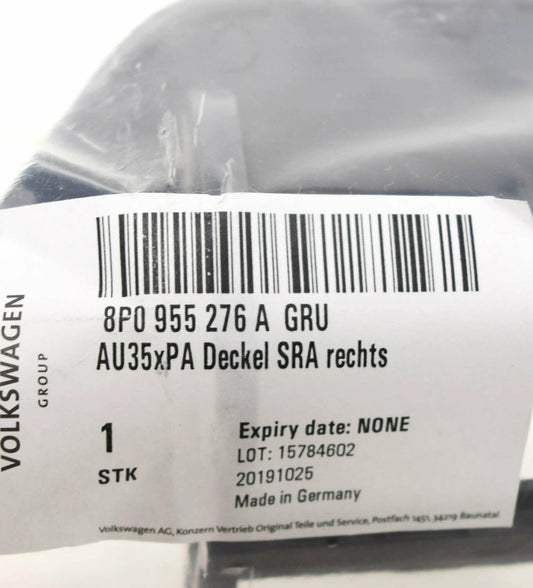 VOLKSWAGEN
GROUP
8P0 955 276 A GRU
AU35xPA Deckel SRA rechts
1
STK
Expiry date: NONE
LOT: 15784602
20191025
Made in Germany
Volkswagen AG, Konzern Vertrieb Original Teile und Service, Postfach 1451, 34219 Baunatal